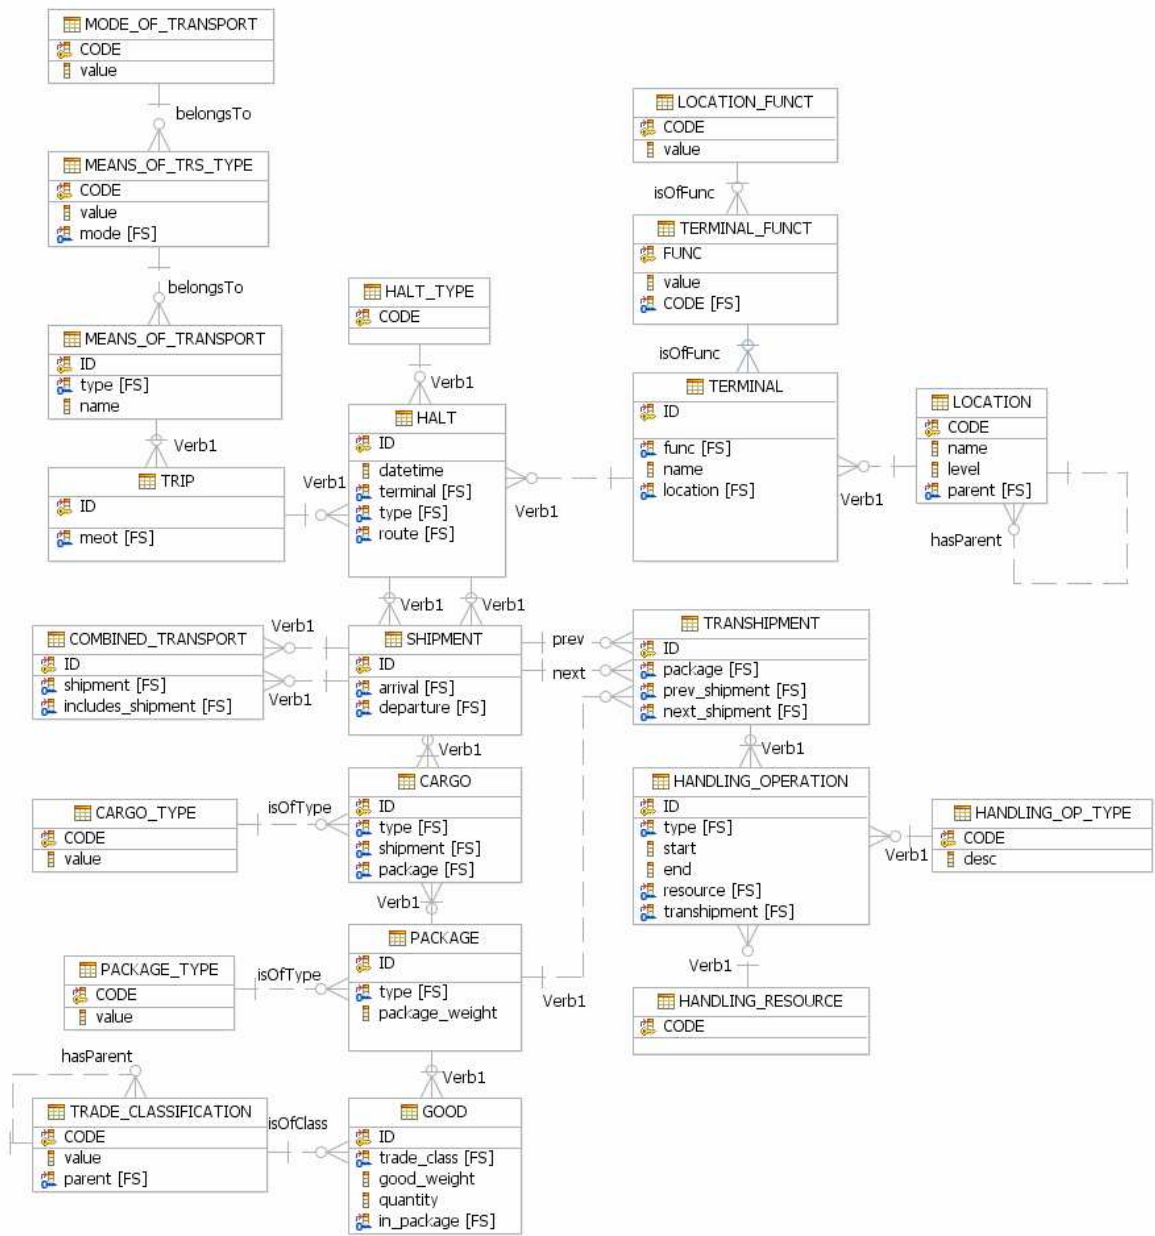 MODE_OF_TRANSPORT
CODE
value
belongsTo
MEANS_OF_TRS_TYPE
CODE
value
mode [FS]
belongsTo
MEANS_OF_TRANSPORT
ID
type [FS]
name
Verb1
TRIP
ID
meot [FS]
Verb1
HALT_TYPE
CODE
Verb1
HALT
ID
datetime
terminal [FS]
type [FS]
route [FS]
Verb1
LOCATION_FUNCT
CODE
value
isOfFunc
TERMINAL_FUNCT
FUNC
value
CODE [FS]
isOfFunc
TERMINAL
ID
func [FS]
name
location [FS]
Verb1
LOCATION
CODE
name
level
parent [FS]
hasParent
Verb1
Verb1
COMBINED_TRANSPORT
ID
shipment [FS]
includes_shipment [FS]
Verb1
Verb1
SHIPMENT
ID
arrival [FS]
departure [FS]
prev
next
TRANSHIPMENT
ID
package [FS]
prev_shipment [FS]
next_shipment [FS]
Verb1
Verb1
CARGO_TYPE
CODE
value
isOfType
CARGO
ID
type [FS]
shipment [FS]
package [FS]
Verb1
HANDLING_OPERATION
ID
type [FS]
start
end
resource [FS]
transhipment [FS]
Verb1
HANDLING_OP_TYPE
CODE
desc
PACKAGE_TYPE
CODE
value
isOfType
PACKAGE
ID
type [FS]
package_weight
Verb1
Verb1
HANDLING_RESOURCE
CODE
hasParent
Verb1
TRADE_CLASSIFICATION
CODE
value
parent [FS]
isOfClass
GOOD
ID
trade_class [FS]
good_weight
quantity
in_package [FS]